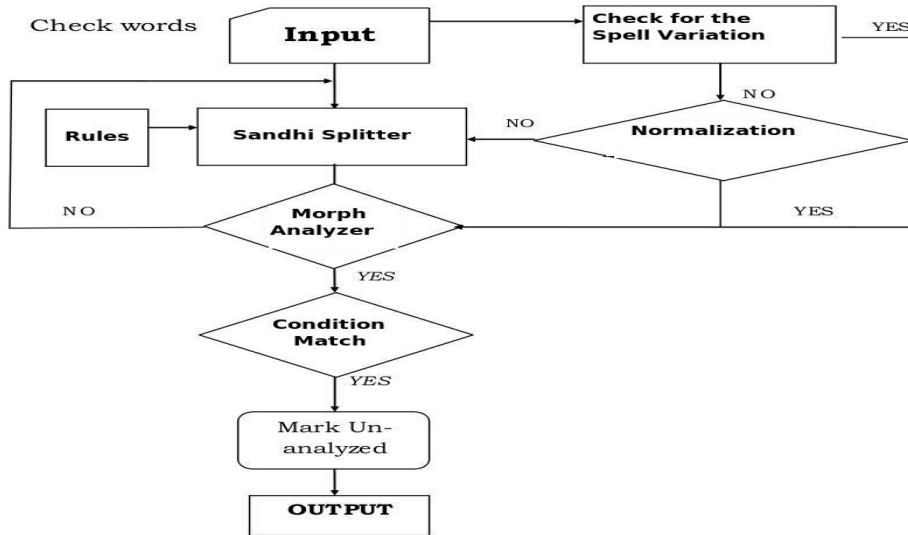 Check words
Input
Check for the
Spell Variation
YES
NO
Rules
Sandhi Splitter
NO
Normalization
NO
Morph
Analyzer
YES
YES
Condition
Match
YES
Mark Un-
analyzed
OUTPUT